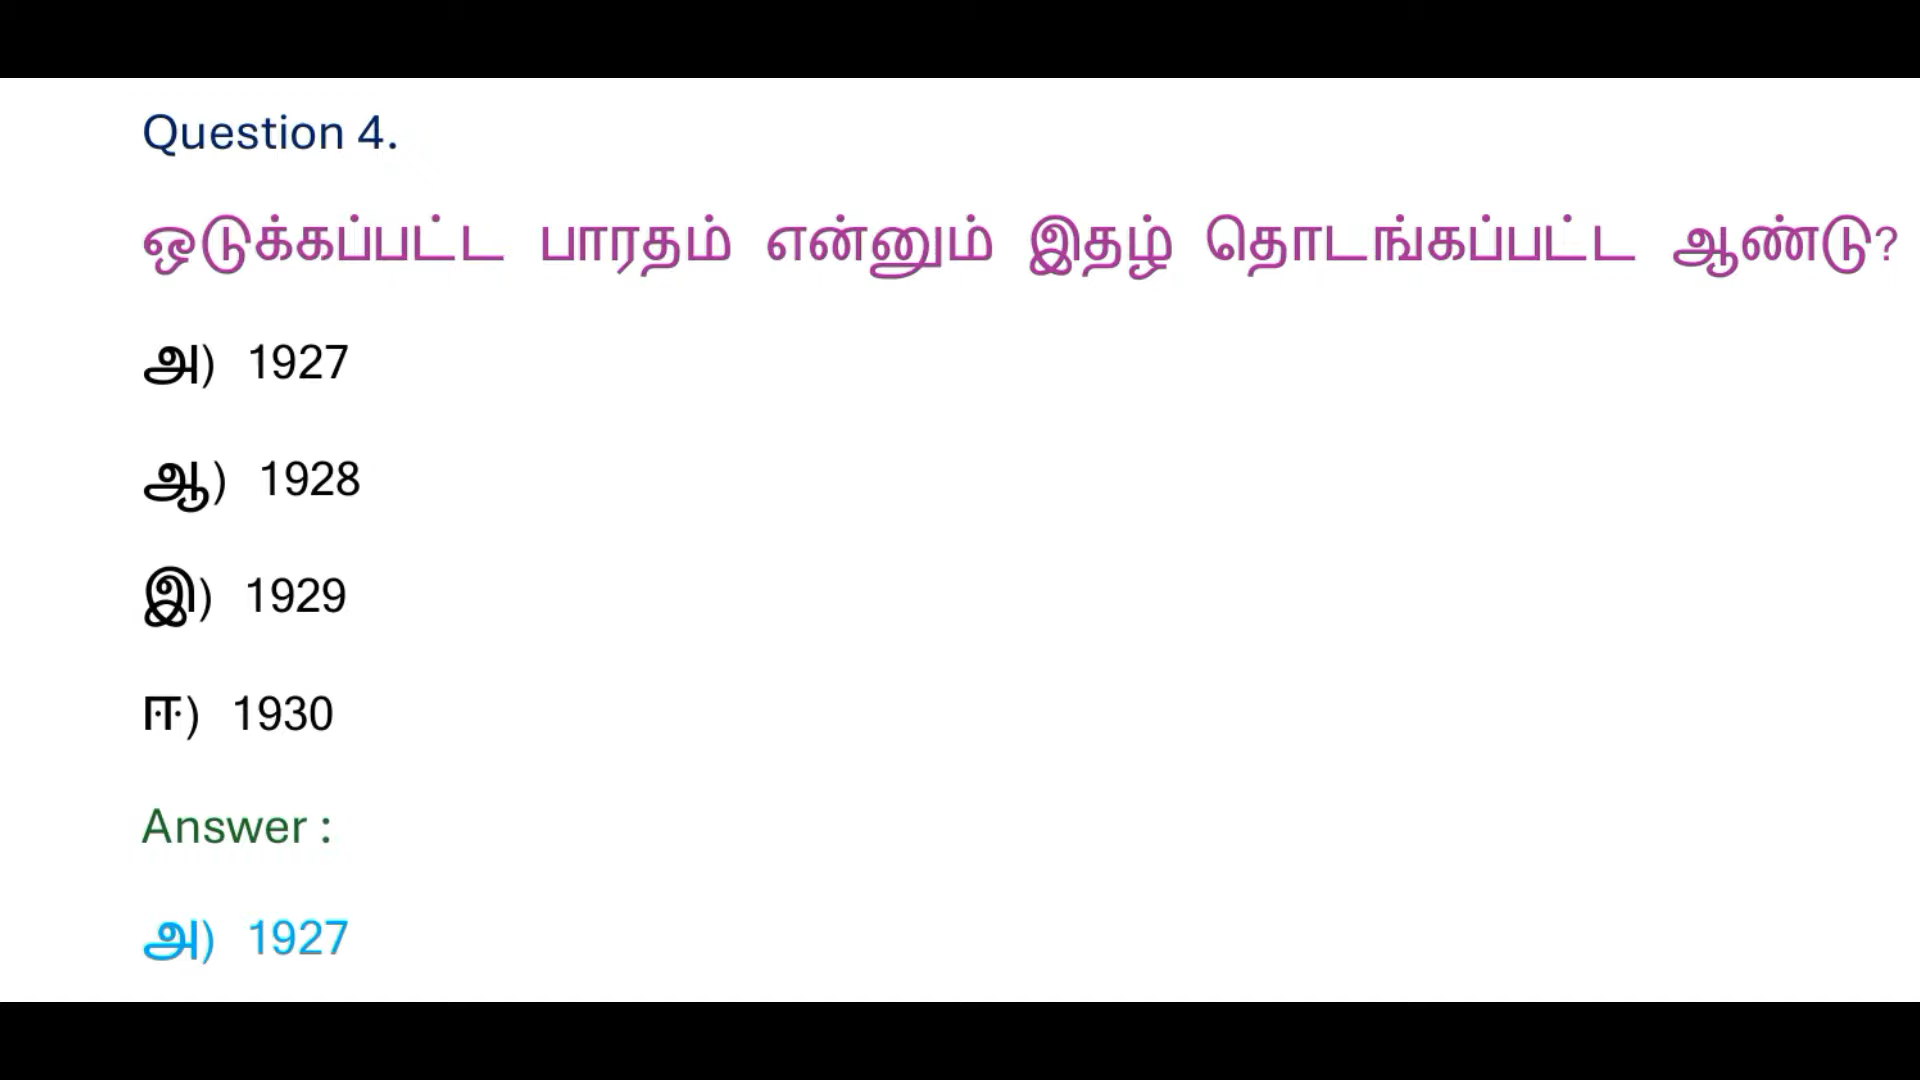 Question 4.
ஒடுக்கப்பட்ட பாரதம் என்னும் இதழ் தொடங்கப்பட்ட ஆண்டு?
அ) 1927
ஆ) 1928
இ) 1929
ஈ) 1930
Answer :
அ) 1927